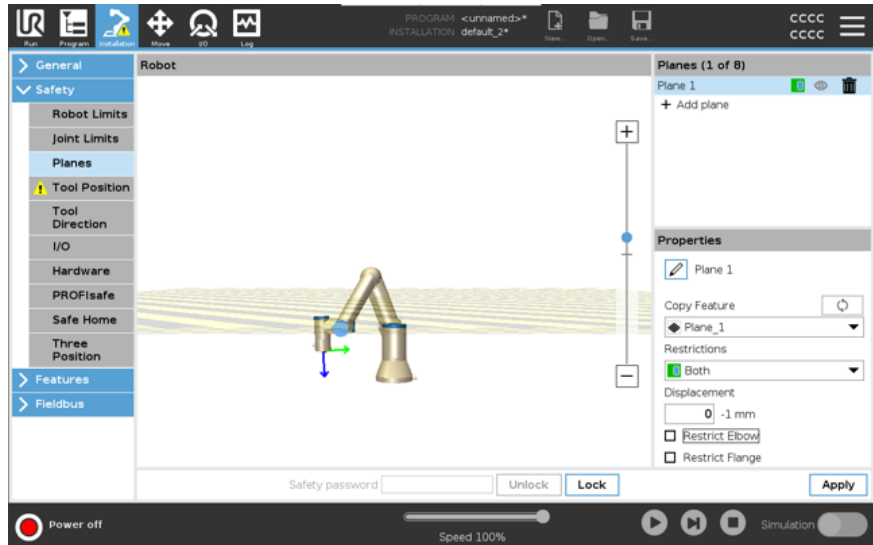 PROGRAM <unnamed>*
INSTALLATION default_2*
CCCC
CCCC
Run Program Installation Move I/O Log New... Open... Save...
General
Safety
Robot Limits
Joint Limits
Planes
Tool Position
Tool
Direction
I/O
Hardware
PROFIsafe
Safe Home
Three
Position
Features
Fieldbus
Robot
Planes (1 of 8)
Plane 1
+ Add plane
Properties
Plane 1
Copy Feature
Plane_1
Restrictions
Both
Displacement
0 -1 mm
Restrict Elbow
Restrict Flange
Safety password Unlock Lock
Apply
Power off
Speed 100%
Simulation